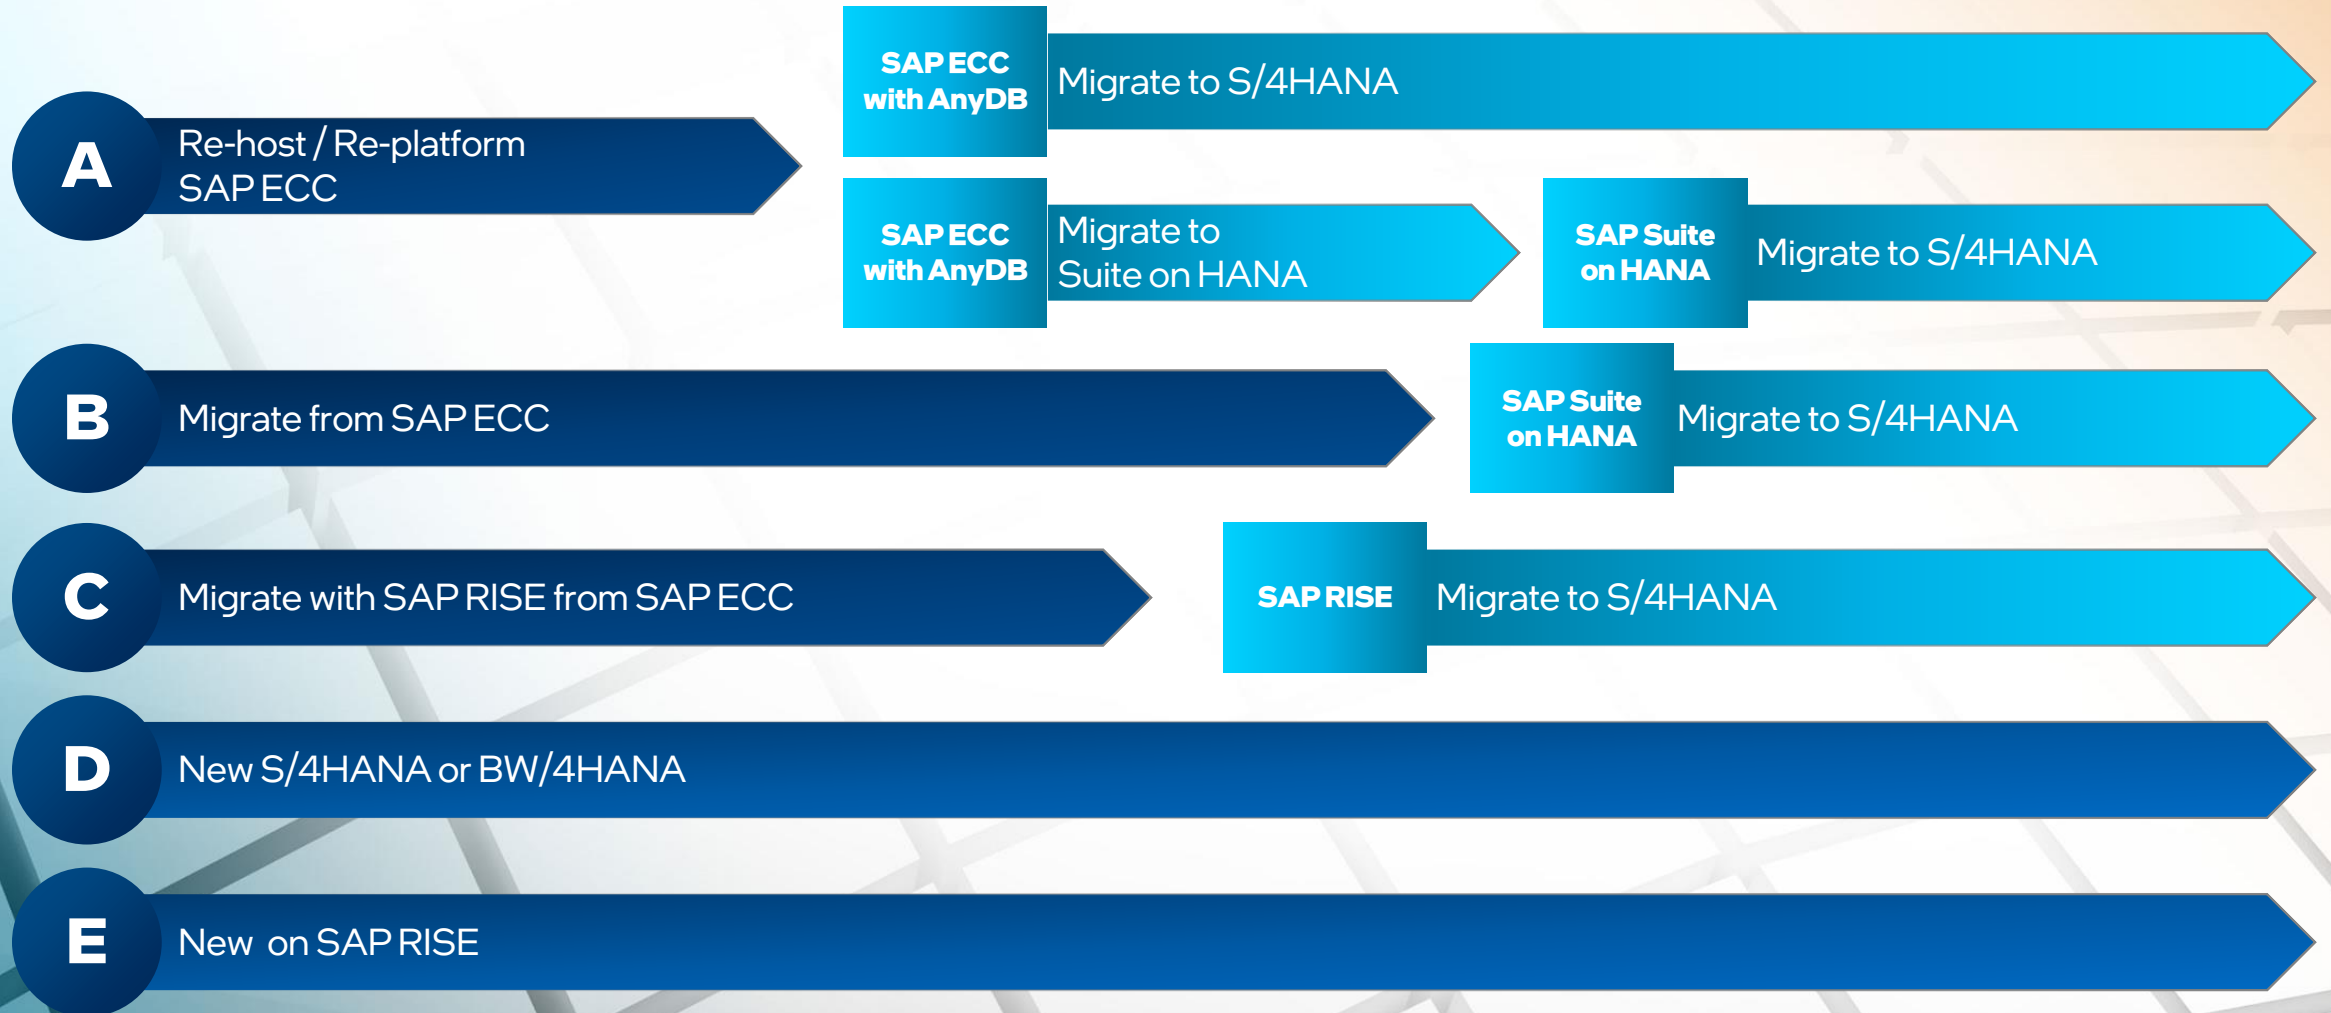 A
Re-host / Re-platform
SAP ECC
SAP ECC
with AnyDB
Migrate to S/4HANA
SAP ECC
with AnyDB
Migrate to
Suite on HANA
SAP Suite
on HANA
Migrate to S/4HANA
B
Migrate from SAP ECC
SAP Suite
on HANA
Migrate to S/4HANA
C
Migrate with SAP RISE from SAP ECC
SAP RISE
Migrate to S/4HANA
D
New S/4HANA or BW/4HANA
E
New  on SAP RISE